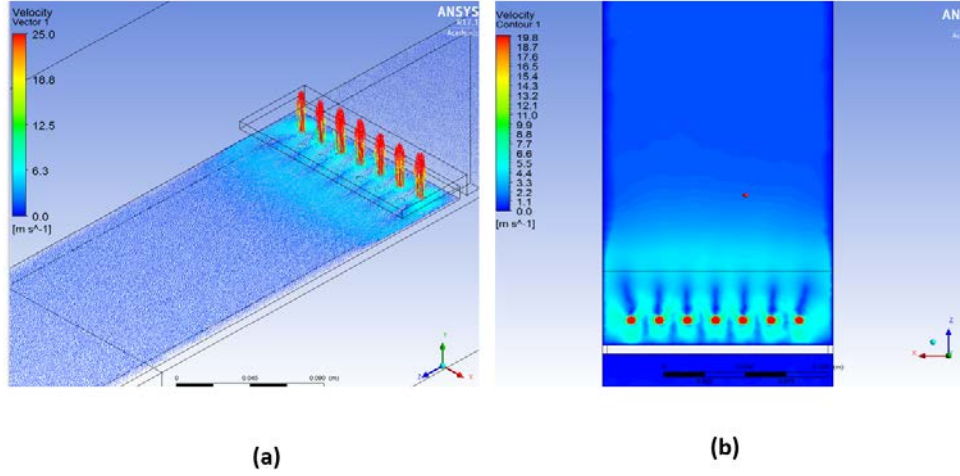 Velocity
Vector 1
25.0
18.8
12.5
6.3
0.0
[m s^-1]
ANSYS
R17.1
0
0.045
0.090 (m)
Y
Z
X
(a)
Velocity
Contour 1
19.8
18.7
17.6
16.5
15.4
14.3
13.2
12.1
11.0
9.9
8.8
7.7
6.6
5.5
4.4
3.3
2.2
1.1
0.0
[m s^-1]
Z
X
(b)